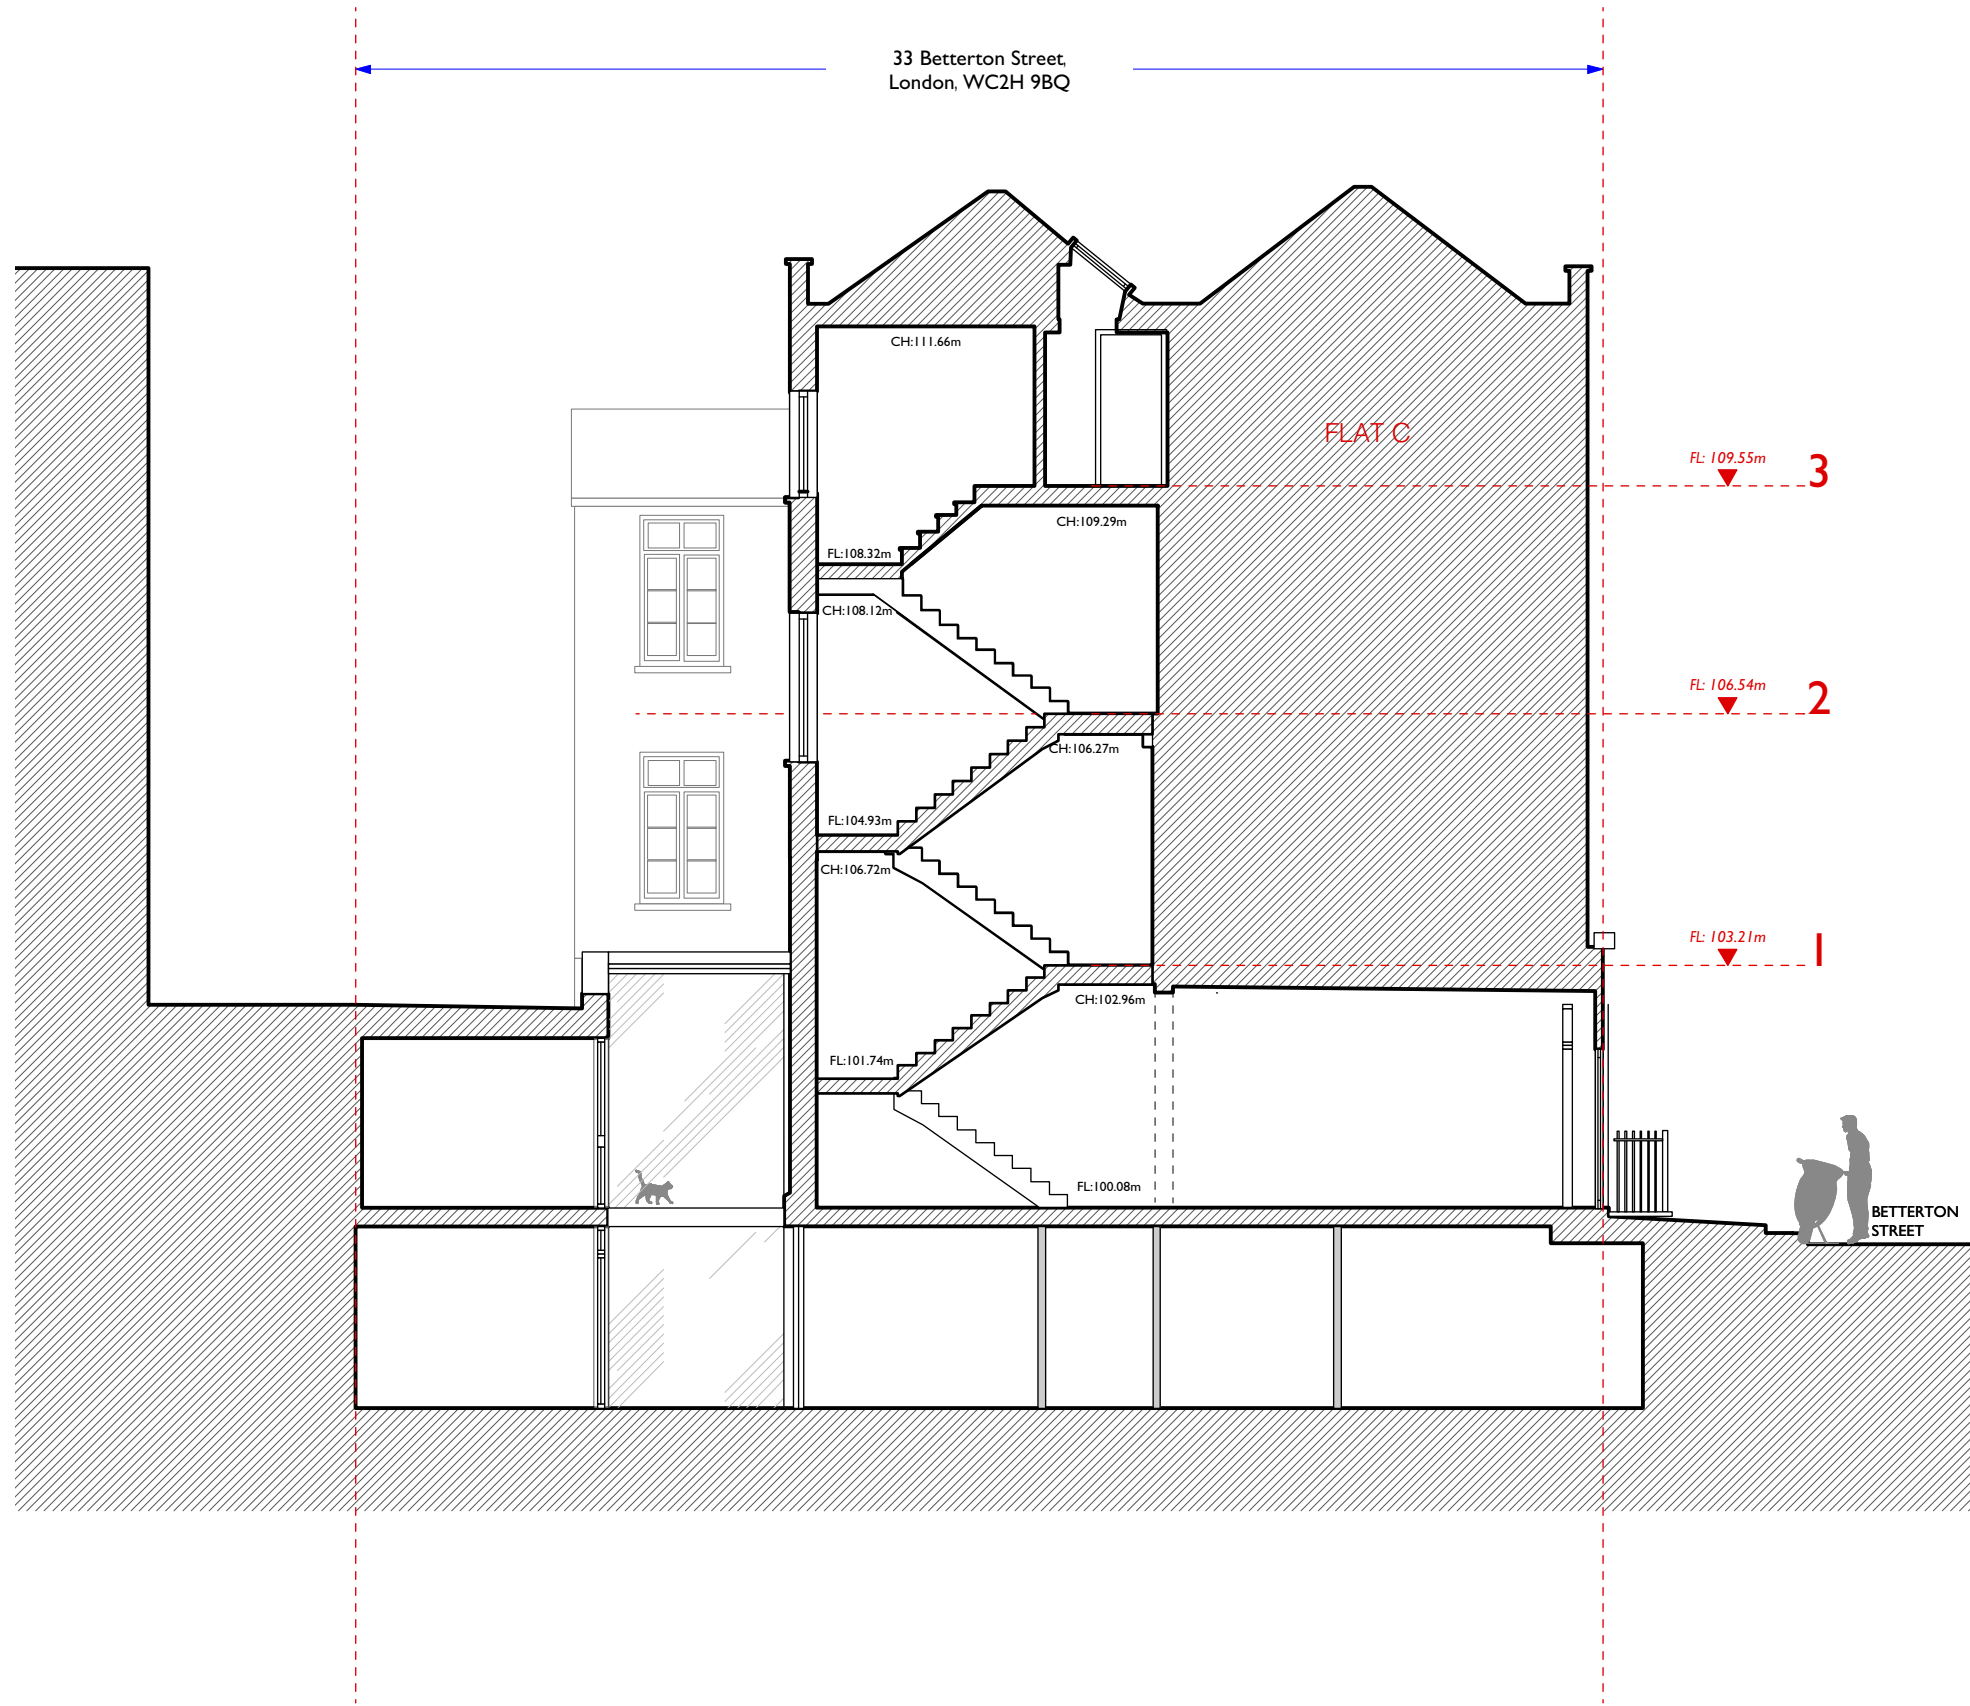 33 Betterton Street,
London, WC2H 9BQ
CH:111.66m
FLAT C
FL: 109.55m
3
CH:109.29m
FL:108.32m
CH:108.12m
FL: 106.54m
2
CH:106.27m
FL:104.93m
CH:106.72m
FL: 103.21m
1
CH:102.96m
FL:101.74m
FL:100.08m
BETTERTON
STREET